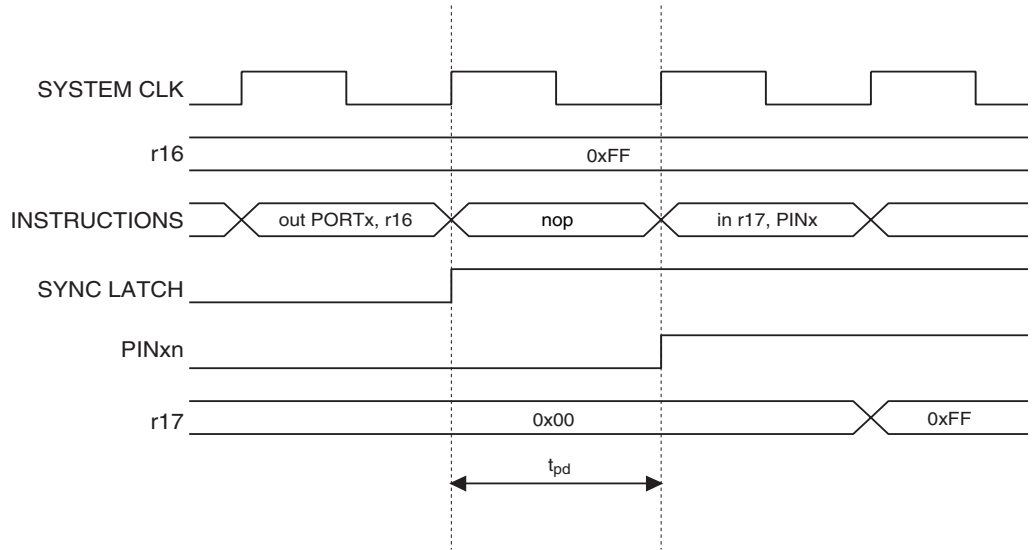 SYSTEM CLK
r16 0xFF
INSTRUCTIONS out PORTx, r16 nop in r17, PINx
SYNC LATCH
PINxn
r17 0x00 0xFF
tpd